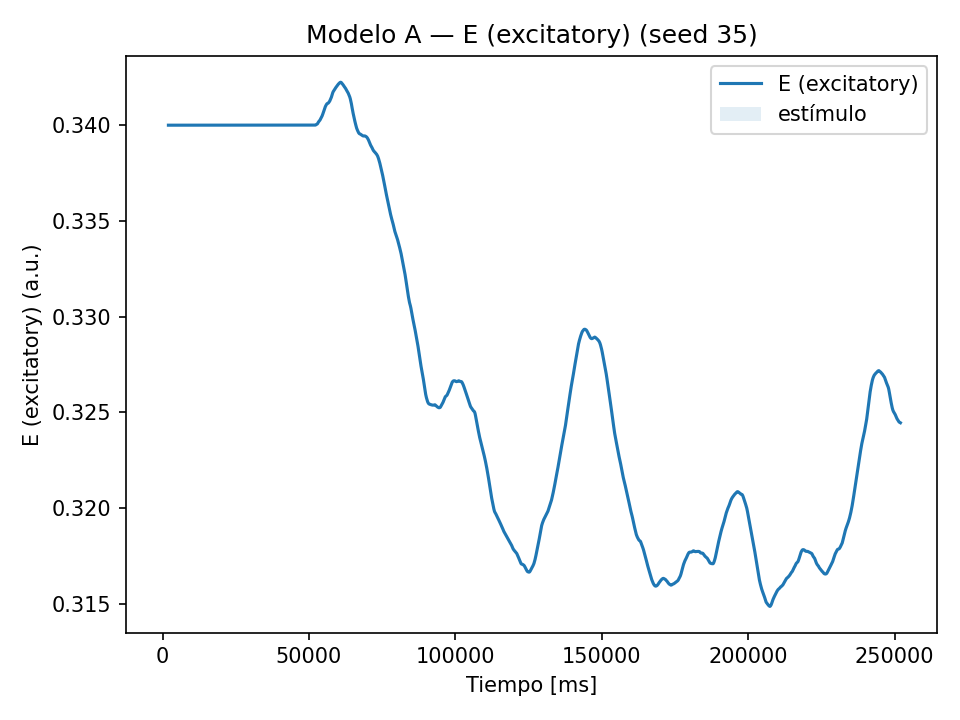 Modelo A — E (excitatory) (seed 35)
E (excitatory)
estímulo
E (excitatory) (a.u.)
0.340
0.335
0.330
0.325
0.320
0.315
0
50000
100000
150000
200000
250000
Tiempo [ms]